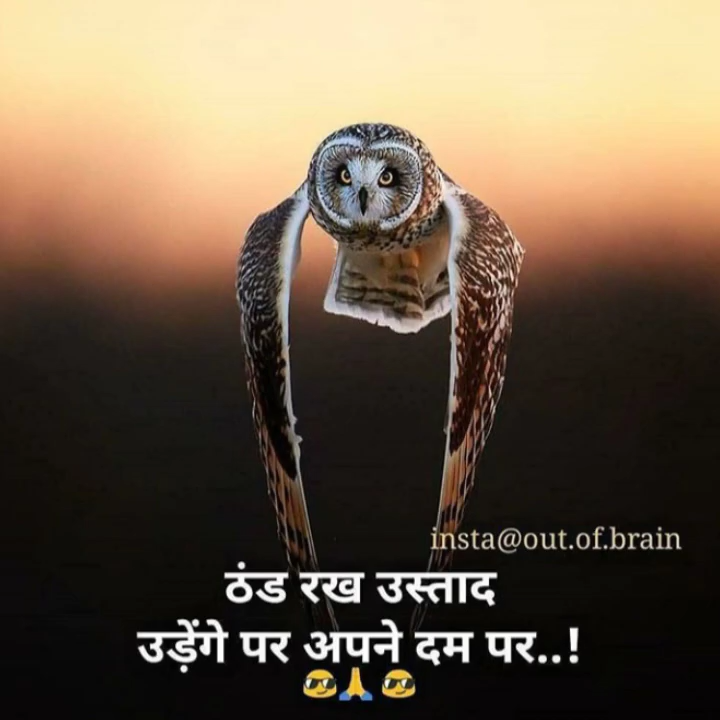 insta@out.of.brain
ठंड रख उस्ताद
उड़ेंगे पर अपने दम पर..!
😎🙏😎